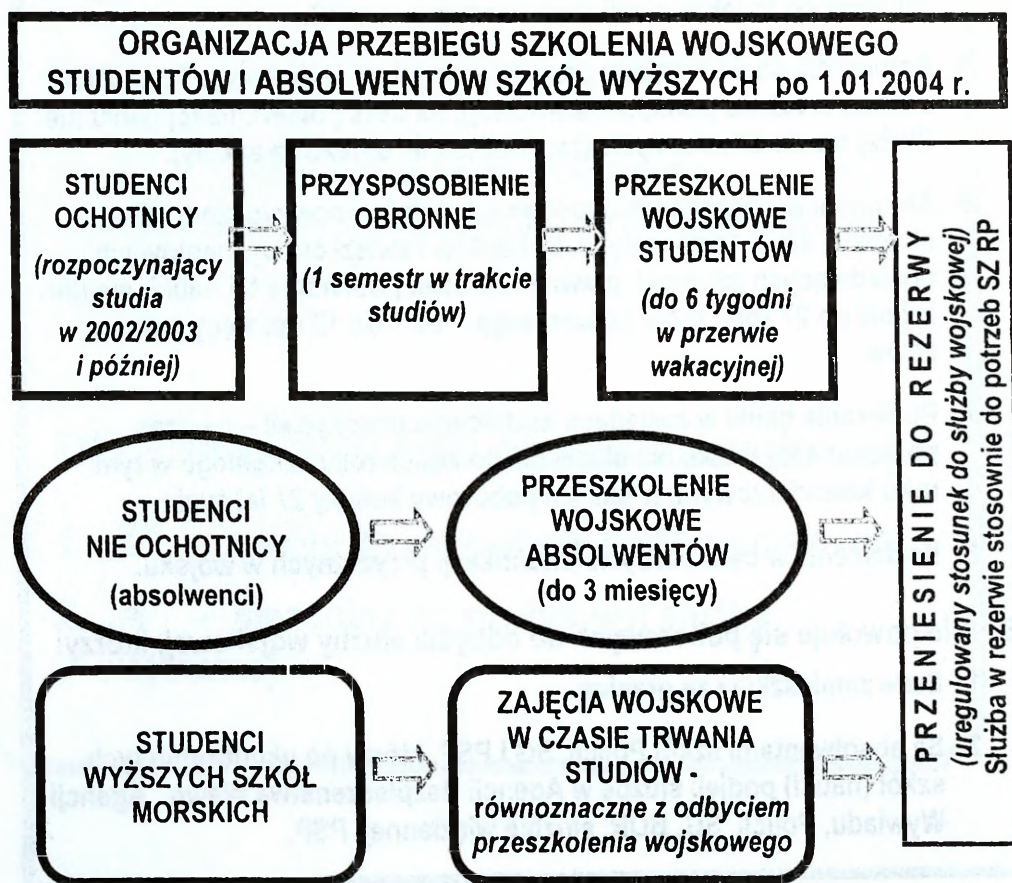 ORGANIZACJA PRZEBIEGU SZKOLENIA WOJSKOWEGO
STUDENTÓW I ABSOLWENTÓW SZKÓŁ WYŻSZYCH po 1.01.2004 r.
STUDENCI
OCHOTNICY
(rozpoczynający
studia
w 2002/2003
i później)
PRZYSPOSOBIENIE
OBRONNE
(1 semestr w trakcie
studiów)
PRZESZKOLENIE
WOJSKOWE
STUDENTÓW
(do 6 tygodni
w przerwie
wakacyjnej)
STUDENCI
NIE OCHOTNICY
(absolwenci)
PRZESZKOLENIE
WOJSKOWE
ABSOLWENTÓW
(do 3 miesięcy)
STUDENCI
WYŻSZYCH SZKÓŁ
MORSKICH
ZAJĘCIA WOJSKOWE
W CZASIE TRWANIA
STUDIÓW -
równoznaczne z odbyciem
przeszkolenia wojskowego
PRZENIESIENIE DO REZERWY
(uregulowany stosunek do służby wojskowej)
Służba w rezerwie stosownie do potrzeb SZ RP